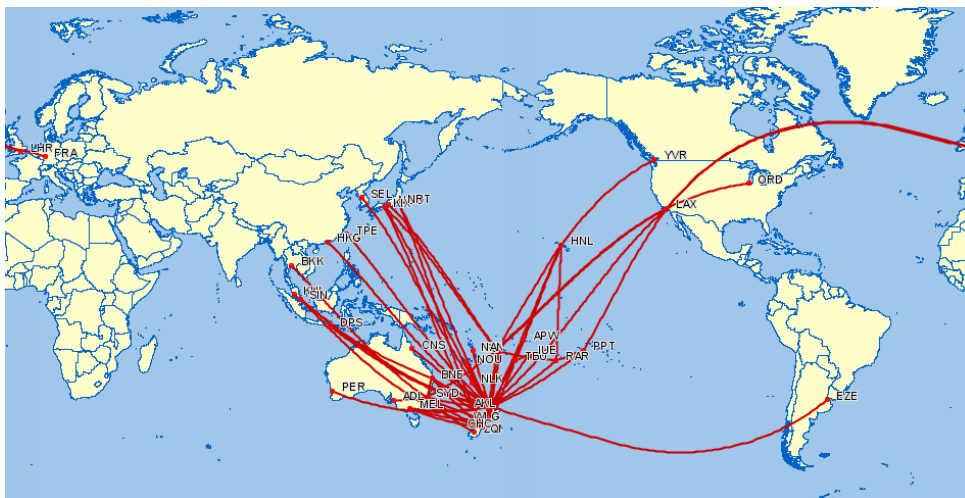 LHR
FRA
YVR
ORD
SEL
NRT
KIX
LAX
TPE
HKG
HNL
BKK
SIN
DPS
APW
CNS
NAN
IUE
PPT
NOU
TBU
RAR
BNE
NLK
PER
SYD
ADL
MEL
AKL
EZE
WLG
CHC
ZQN